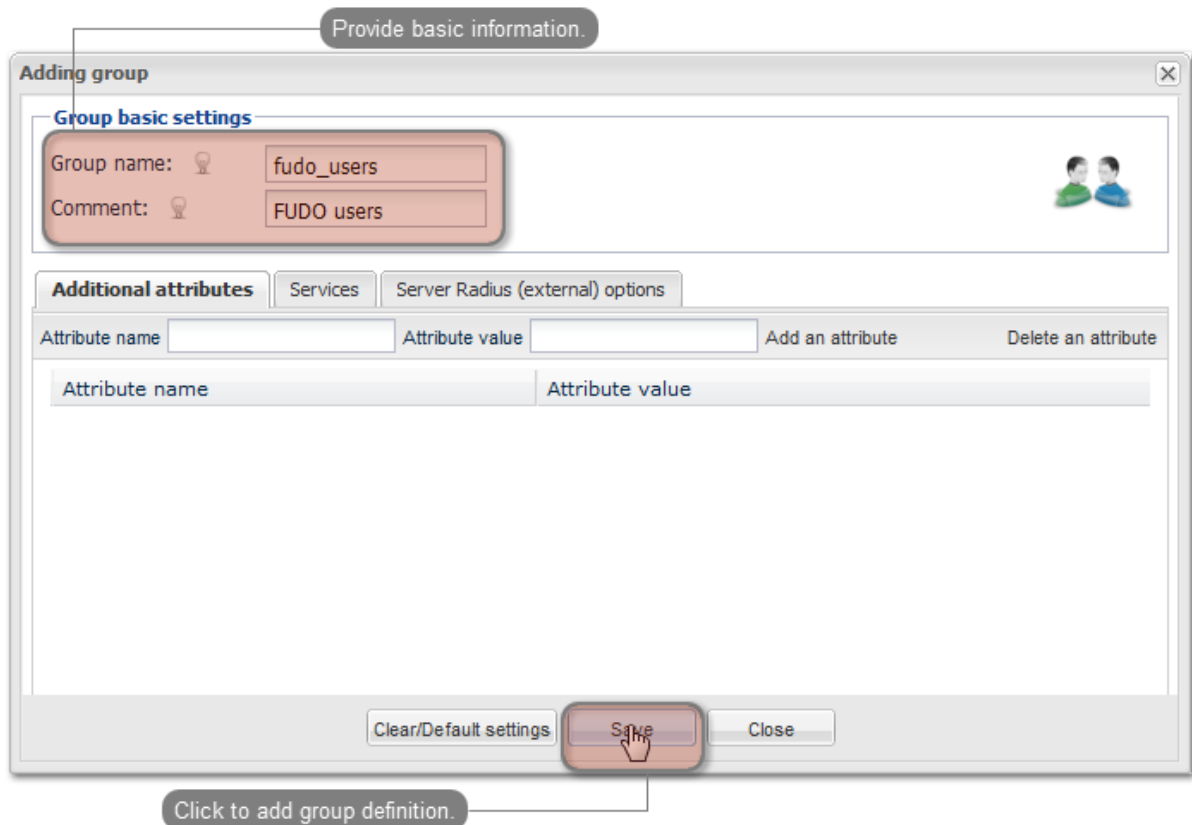 Provide basic information.
Adding group
Group basic settings
Group name: fudo_users
Comment: FUDO users
Additional attributes Services Server Radius (external) options
Attribute name Attribute value Add an attribute Delete an attribute
Attribute name Attribute value
Clear/Default settings Save Close
Click to add group definition.